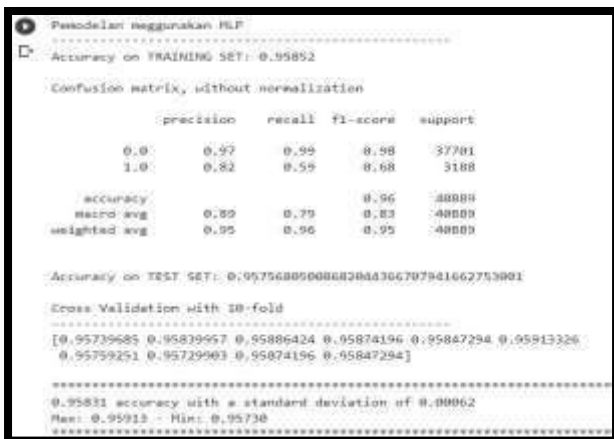 Pemodelan meggunakan MLP
Accuracy on TRAINING SET: 0.95852
Confusion matrix, without normalization
precision recall f1-score support
0.0 0.97 0.99 0.98 37701
1.0 0.82 0.59 0.68 3188
accuracy 0.96 40889
macro avg 0.89 0.79 0.83 40889
weighted avg 0.95 0.96 0.95 40889
Accuracy on TEST SET:
Cross Validation with 10-fold
[0.95739685 0.95839957 0.95886424 0.95874196 0.95847294 0.95913326
0.95759251 0.95729903 0.95874196 0.95847294]
0.95831 accuracy with a standard deviation of 0.00062
Max: 0.95913 - Min: 0.95730